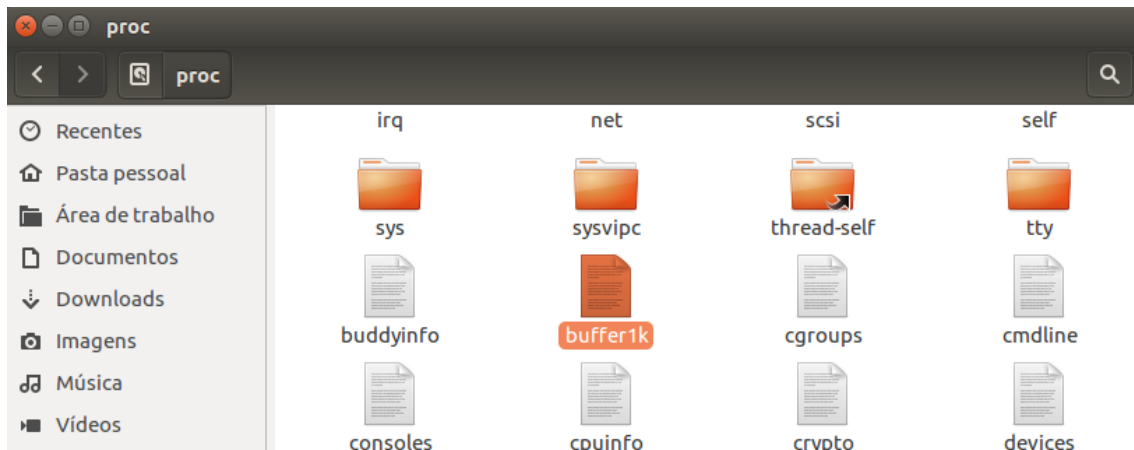 proc
proc
Recentes
Pasta pessoal
Área de trabalho
Documentos
Downloads
Imagens
Música
Vídeos
irq net scsi self
sys sysvipc thread-self tty
buddyinfo buffer1k cgroups cmdline
consoles cpuinfo crypto devices